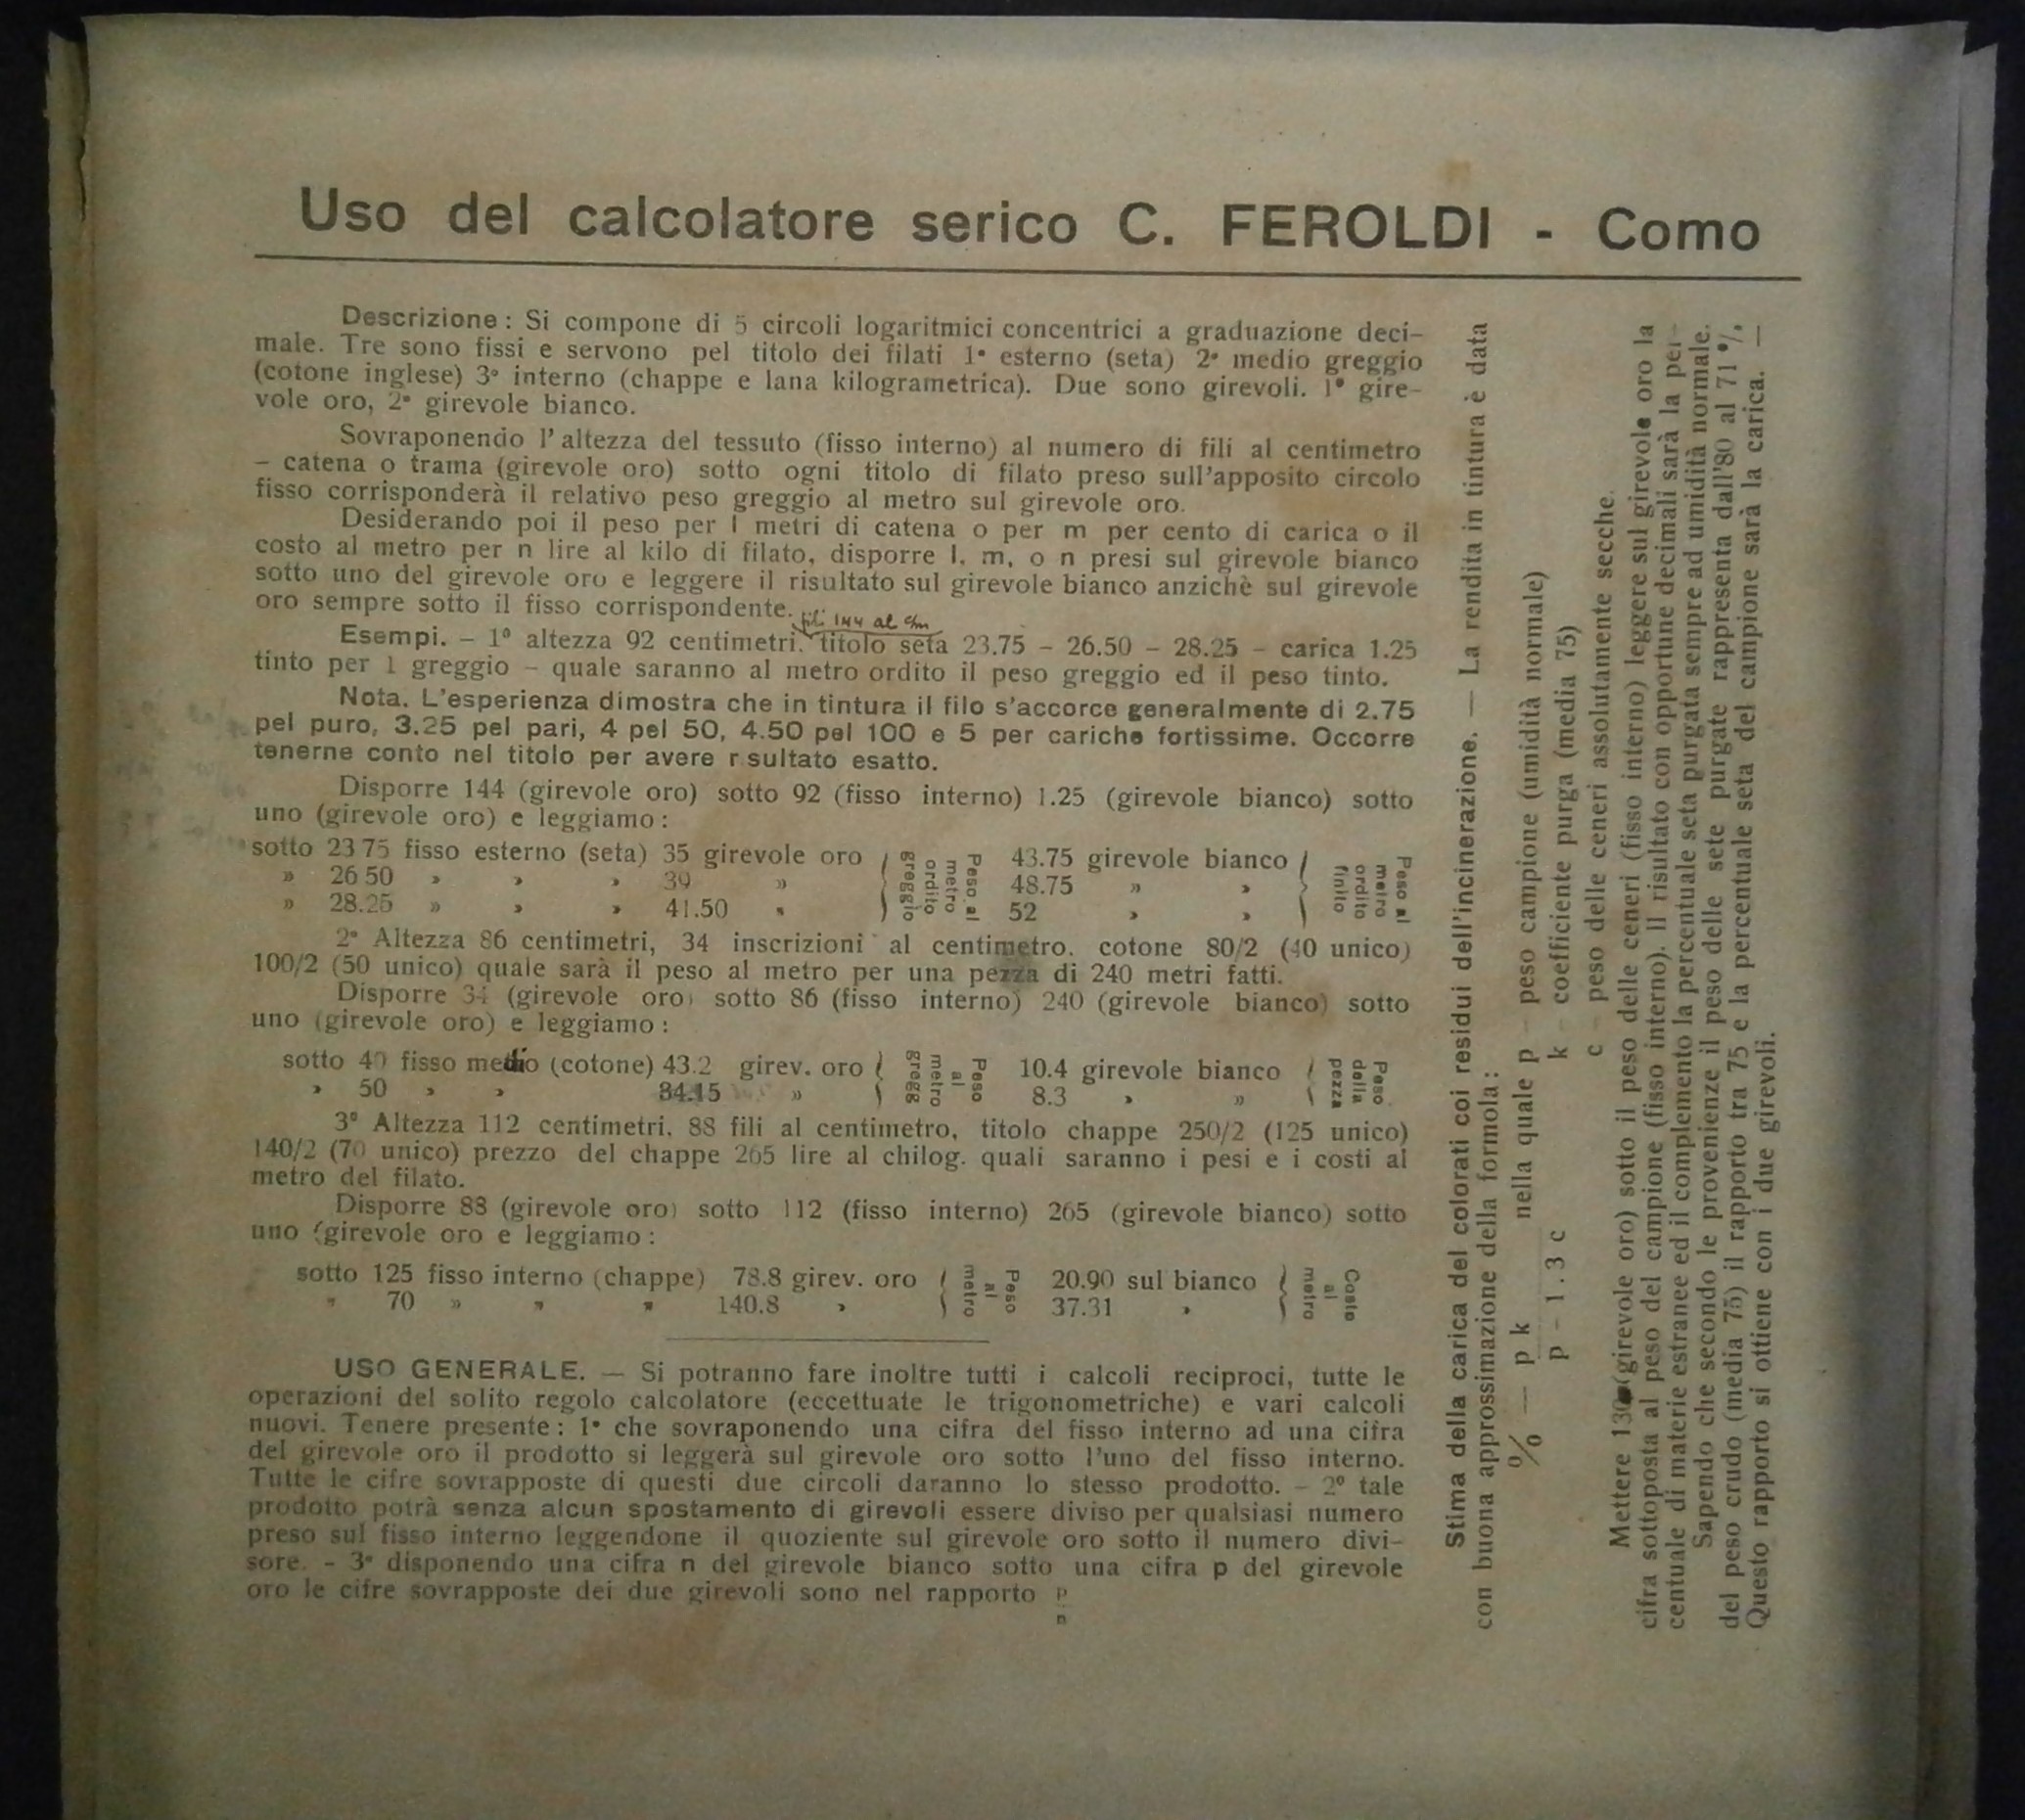 Uso del calcolatore serico C. FEROLDI - Como
Descrizione: Si compone di 5 circoli logaritmici concentrici a graduazione deci-
male. Tre sono fissi e servono pel titolo dei filati 1° esterno (seta) 2° medio greggio
(cotone inglese) 3° interno (chappe e lana kilogrametrica). Due sono girevoli. 1° gire-
vole oro, 2° girevole bianco.
Sovraponendo l'altezza del tessuto (fisso interno) al numero di fili al centimetro
- catena o trama (girevole oro) sotto ogni titolo di filato preso sull'apposito circolo
fisso corrisponderà il relativo peso greggio al metro sul girevole oro.
Desiderando poi il peso per l metri di catena o per m per cento di carica o il
costo al metro per n lire al kilo di filato, disporre l. m, o n presi sul girevole bianco
sotto uno del girevole oro e leggere il risultato sul girevole bianco anzichè sul girevole
oro sempre sotto il fisso corrispondente.
fili 144 al cm
Esempi. - 1° altezza 92 centimetri. titolo seta 23.75 - 26.50 - 28.25 - carica 1.25
tinto per 1 greggio - quale saranno al metro ordito il peso greggio ed il peso tinto.
Nota. L'esperienza dimostra che in tintura il filo s'accorce generalmente di 2.75
pel puro, 3.25 pel pari, 4 pel 50, 4.50 pel 100 e 5 per cariche fortissime. Occorre
tenerne conto nel titolo per avere r sultato esatto.
Disporre 144 (girevole oro) sotto 92 (fisso interno) 1.25 (girevole bianco) sotto
uno (girevole oro) e leggiamo:
sotto 23 75 fisso esterno (seta) 35 girevole oro { Peso al metro ordito greggio 43.75 girevole bianco { Peso al metro ordito finito
» 26 50 » » » 39 » 48.75 » »
» 28.25 » » » 41.50 » 52 » »
2° Altezza 86 centimetri, 34 inscrizioni al centimetro. cotone 80/2 (40 unico)
100/2 (50 unico) quale sarà il peso al metro per una pezza di 240 metri fatti.
Disporre 34 (girevole oro) sotto 86 (fisso interno) 240 (girevole bianco) sotto
uno (girevole oro) e leggiamo:
sotto 40 fisso medio (cotone) 43.2 girev. oro { Peso al metro gregg 10.4 girevole bianco { Peso della pezza
» 50 » » 34.15 » 8.3 » »
3° Altezza 112 centimetri. 88 fili al centimetro, titolo chappe 250/2 (125 unico)
140/2 (70 unico) prezzo del chappe 265 lire al chilog. quali saranno i pesi e i costi al
metro del filato.
Disporre 88 (girevole oro) sotto 112 (fisso interno) 265 (girevole bianco) sotto
uno (girevole oro e leggiamo:
sotto 125 fisso interno (chappe) 78.8 girev. oro { Peso al metro 20.90 sul bianco { Costo al metro
» 70 » » » 140.8 » 37.31 »
USO GENERALE. — Si potranno fare inoltre tutti i calcoli reciproci, tutte le
operazioni del solito regolo calcolatore (eccettuate le trigonometriche) e vari calcoli
nuovi. Tenere presente: 1° che sovraponendo una cifra del fisso interno ad una cifra
del girevole oro il prodotto si leggerà sul girevole oro sotto l'uno del fisso interno.
Tutte le cifre sovrapposte di questi due circoli daranno lo stesso prodotto. - 2° tale
prodotto potrà senza alcun spostamento di girevoli essere diviso per qualsiasi numero
preso sul fisso interno leggendone il quoziente sul girevole oro sotto il numero divi-
sore. - 3° disponendo una cifra n del girevole bianco sotto una cifra p del girevole
oro le cifre sovrapposte dei due girevoli sono nel rapporto p
n
Stima della carica del colorati coi residui dell'incinerazione. — La rendita in tintura è data
con buona approssimazione della formola:
% — p k nella quale p - peso campione (umidità normale)
p - 1.3 c k - coefficiente purga (media 75)
c - peso delle ceneri assolutamente secche.
Mettere 130 (girevole oro) sotto il peso delle ceneri (fisso interno) leggere sul girevole oro la
cifra sottoposta al peso del campione (fisso interno). Il risultato con opportune decimali sarà la per-
centuale di materie estranee ed il complemento la percentuale seta purgata sempre ad umidità normale.
Sapendo che secondo le provenienze il peso delle sete purgate rappresenta dall'80 al 71 %
del peso crudo (media 75) il rapporto tra 75 e la percentuale seta del campione sarà la carica. —
Questo rapporto si ottiene con i due girevoli.